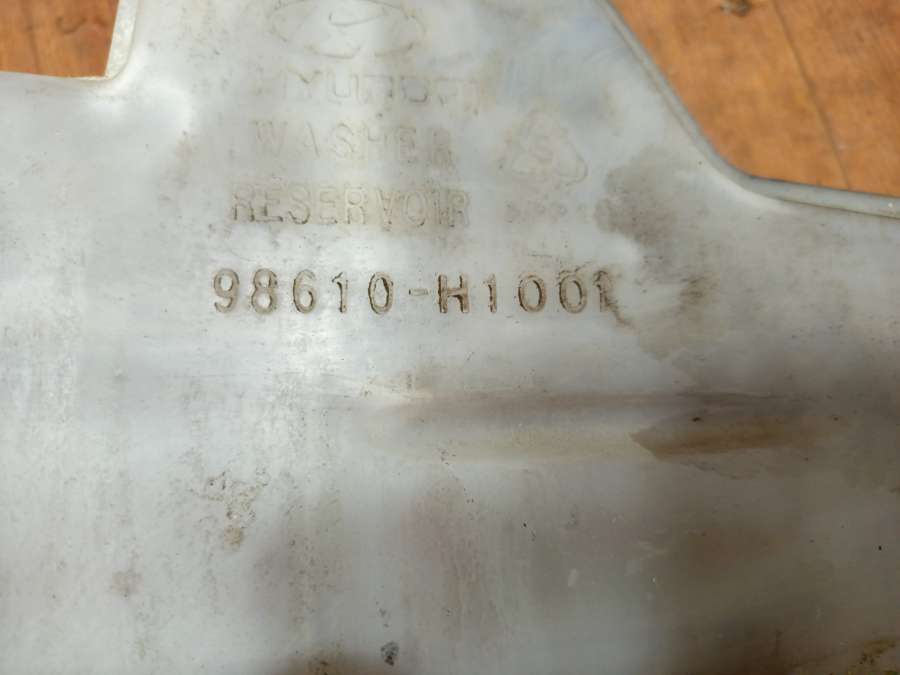 HYUNDAI
WASHER
RESERVOIR
98610-H1001